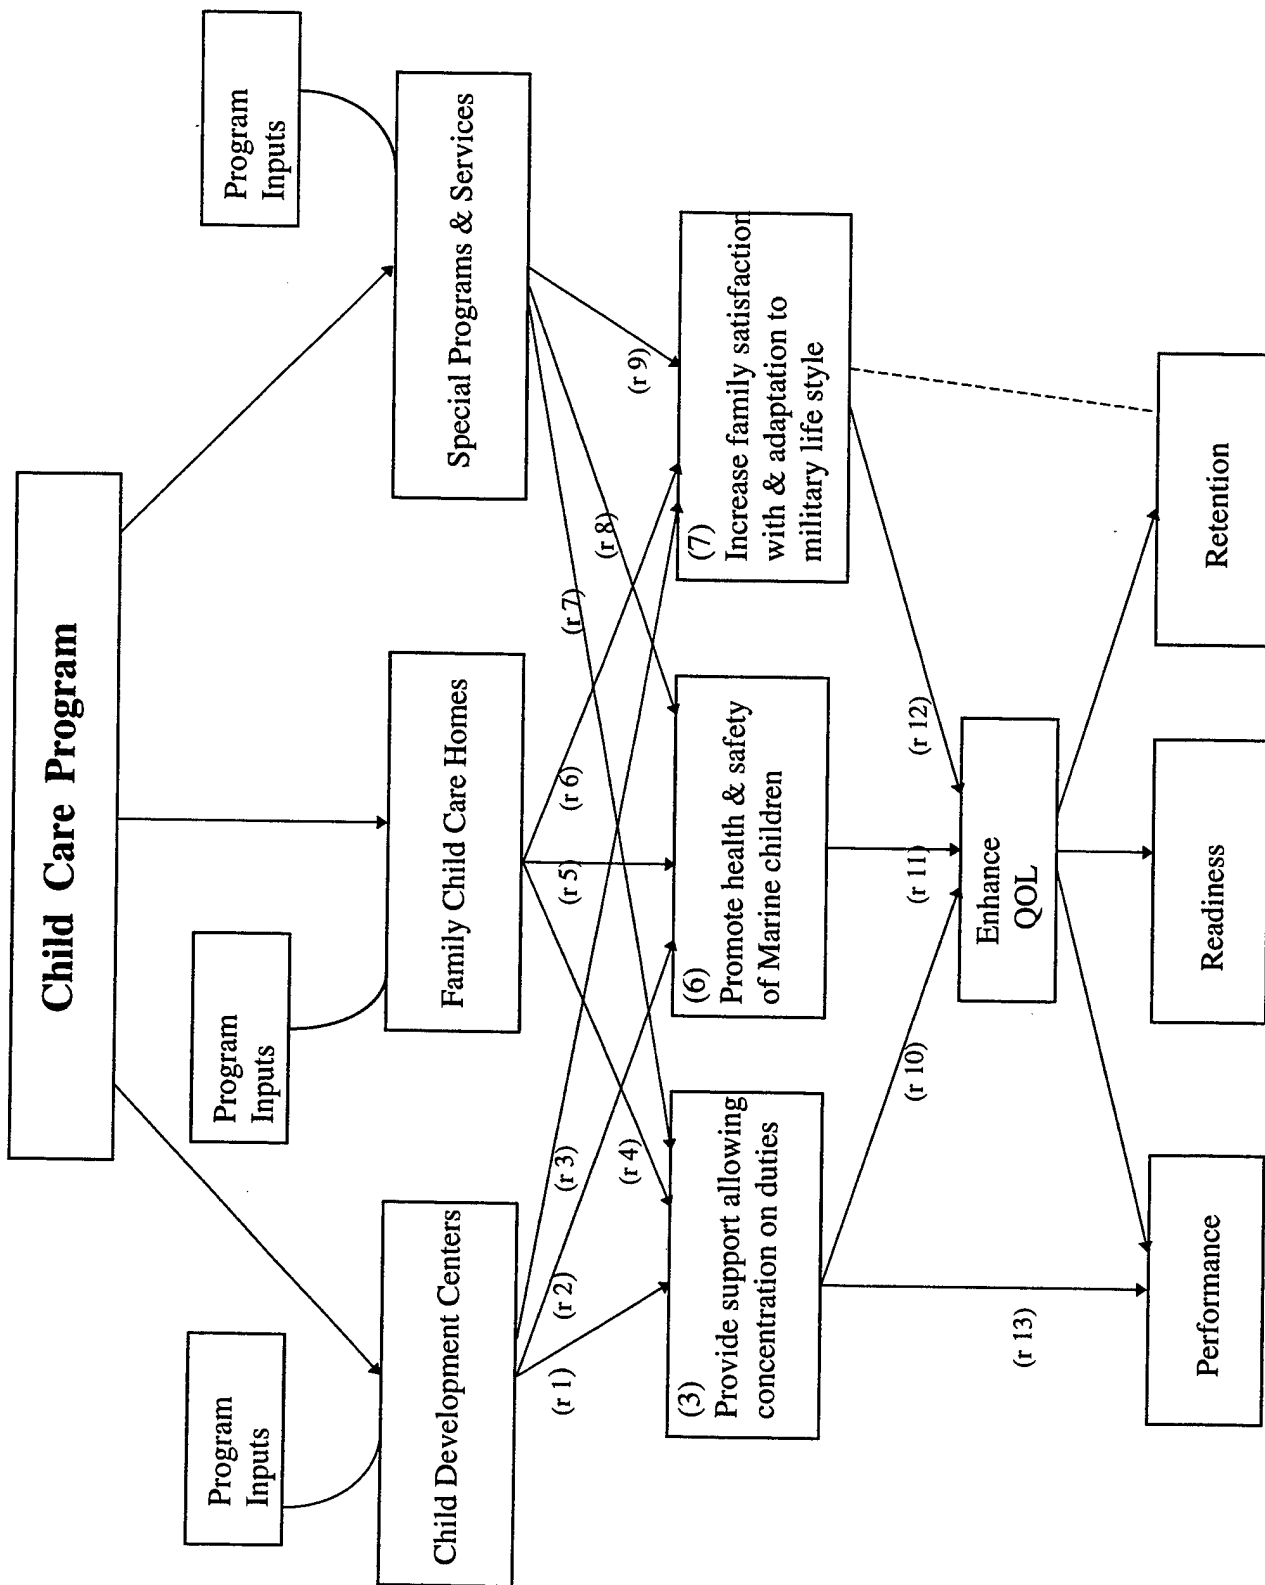 Child Care Program
Program
Inputs
Program
Inputs
Program
Inputs
Child Development Centers
Family Child Care Homes
Special Programs & Services
(r 1)
(r 2)
(r 3)
(r 4)
(r 5)
(r 6)
(r 7)
(r 8)
(r 9)
(3)
Provide support allowing
concentration on duties
(6)
Promote health & safety
of Marine children
(7)
Increase family satisfaction
with & adaptation to
military life style
(r 10)
(r 11)
(r 12)
(r 13)
Enhance
QOL
Performance
Readiness
Retention